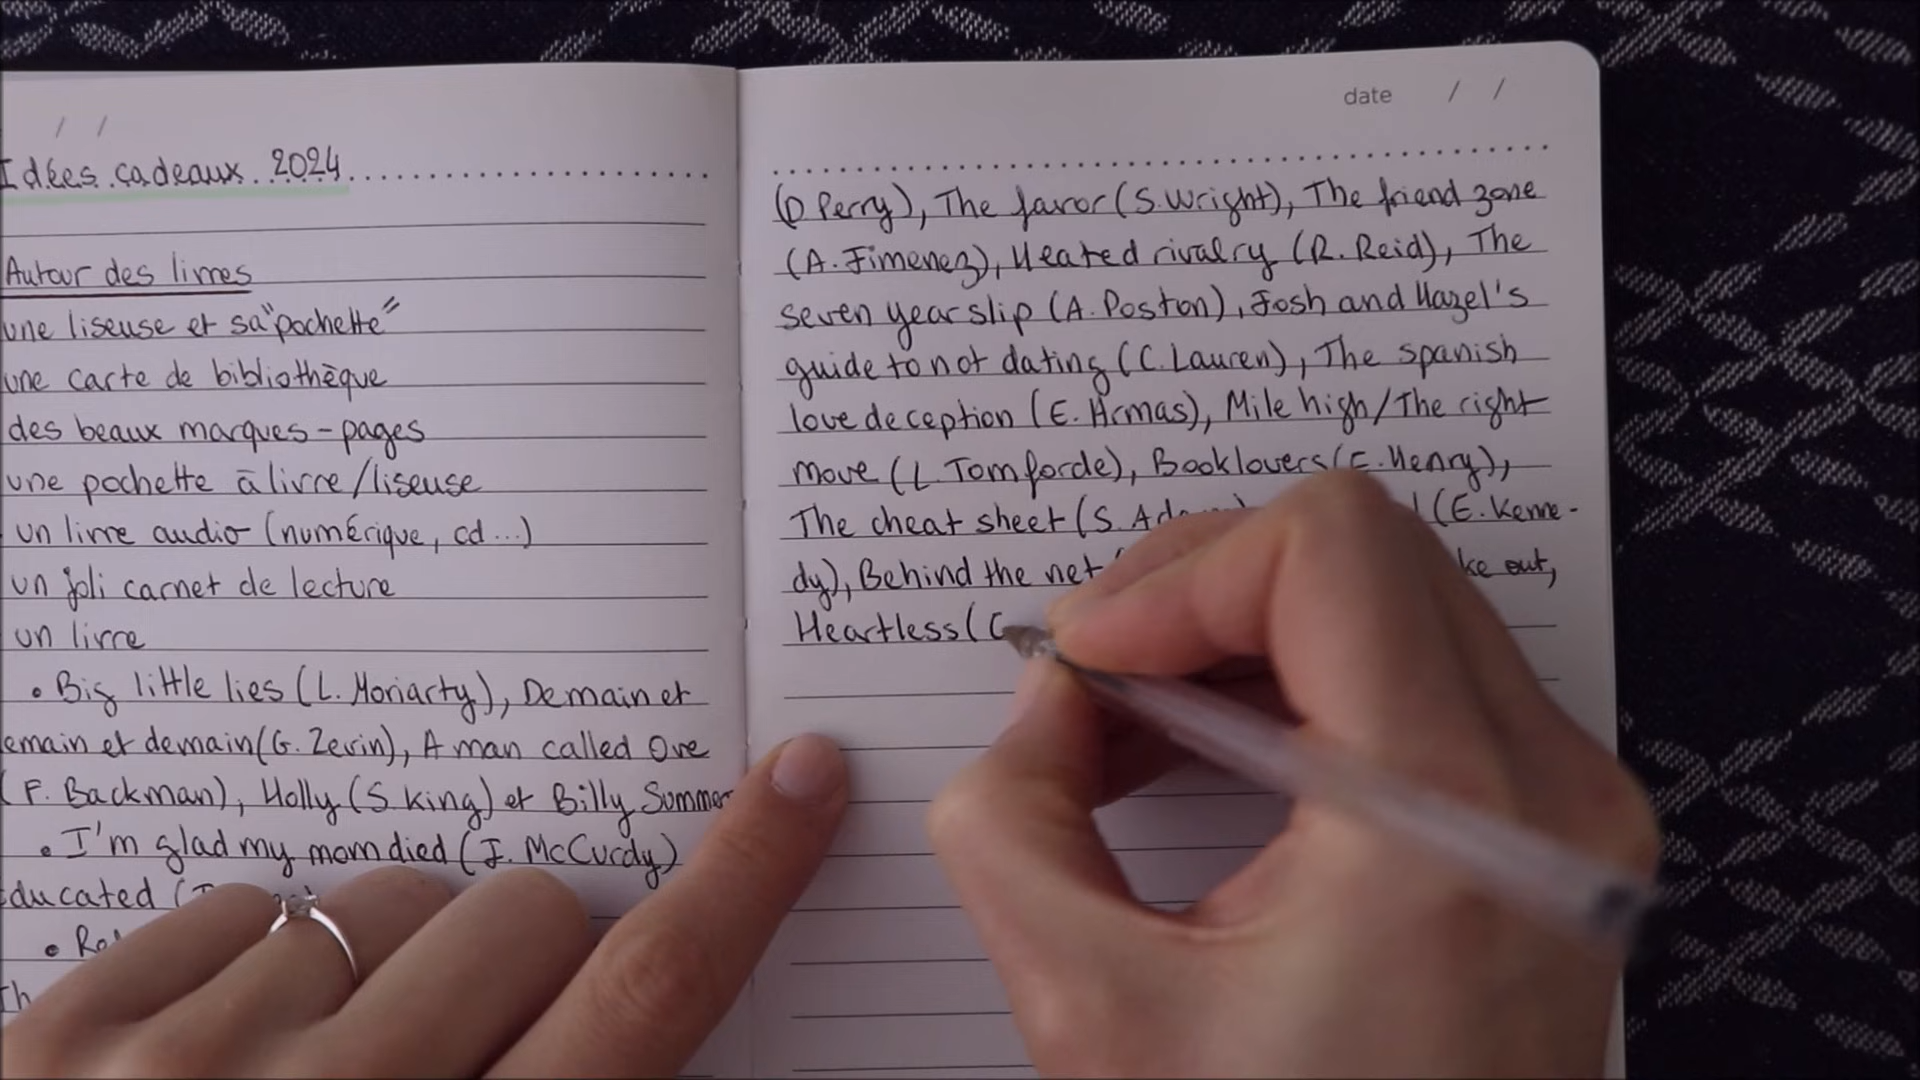 / /
Idées cadeaux 2024
Autour des livres
une liseuse et sa "pochette"
une carte de bibliothèque
des beaux marques-pages
une pochette à livre/liseuse
un livre audio (numérique, cd...)
un joli carnet de lecture
un livre
• Big little lies (L. Moriarty), Demain et
emain et demain (G. Zevin), A man called Ove
(F. Backman), Holly (S. King) et Billy Summer
• I'm glad my mom died (J. McCurdy)
ducated (
•
date / /
(D Perry), The favor (S. Wright), The friend zone
(A. Jimenez), Heated rivalry (R. Reid), The
seven year slip (A. Poston), Josh and Hazel's
guide to not dating (C. Lauren), The spanish
love deception (E. Armas), Mile high/The right
move (L. Tomforde), Booklovers (E. Henry),
The cheat sheet (S. (E. Kenne-
dy), Behind the net ke out,
Heartless (